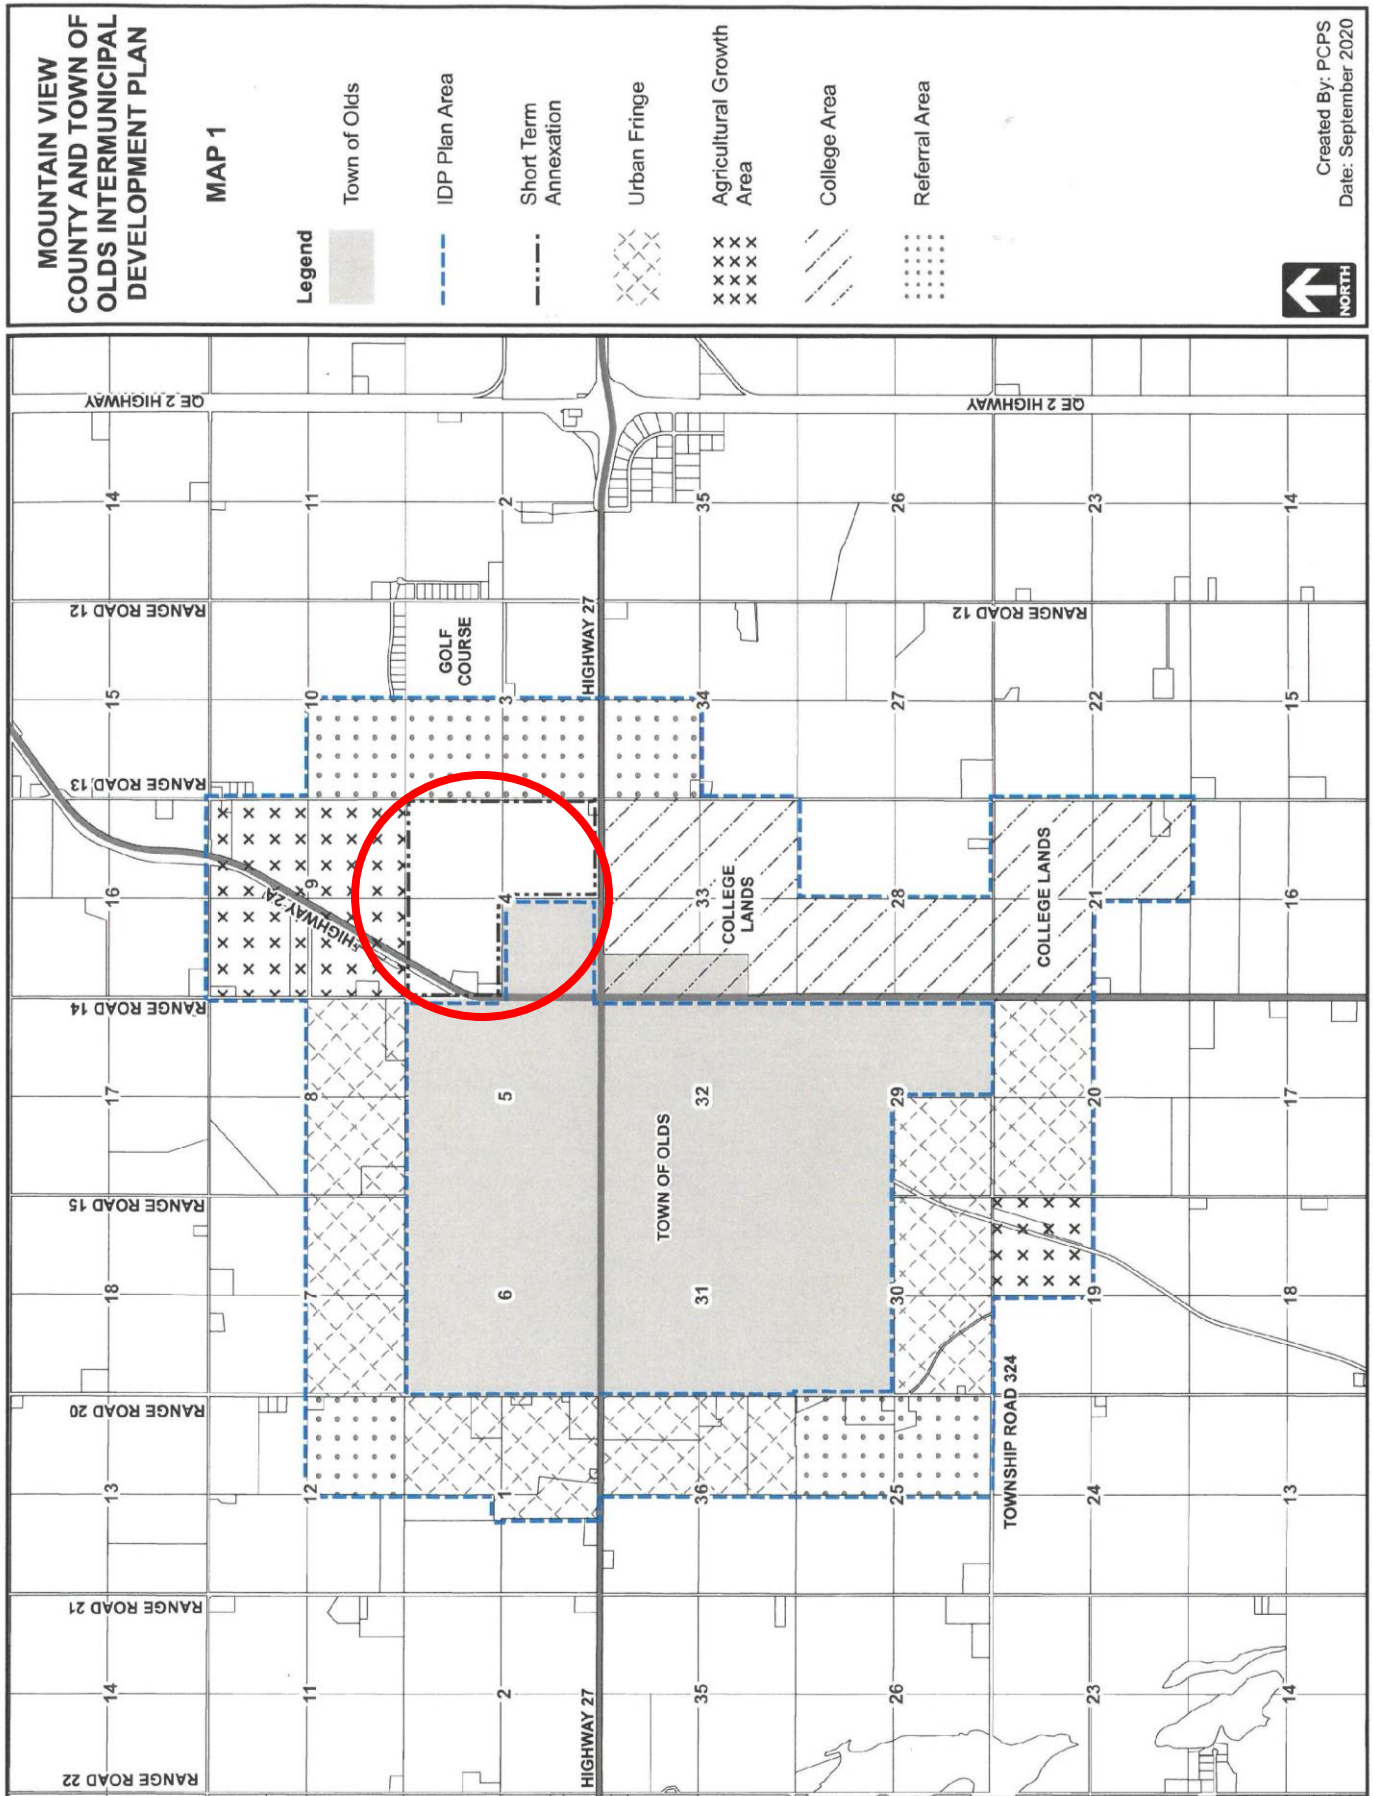 MOUNTAIN VIEW
COUNTY AND TOWN OF
OLDS INTERMUNICIPAL
DEVELOPMENT PLAN
MAP 1
Legend
Town of Olds
IDP Plan Area
Short Term
Annexation
Urban Fringe
Agricultural Growth
Area
College Area
Referral Area
NORTH
Created By: PCPS
Date: September 2020
RANGE ROAD 22
RANGE ROAD 21
RANGE ROAD 20
RANGE ROAD 15
RANGE ROAD 14
RANGE ROAD 13
RANGE ROAD 12
QE 2 HIGHWAY
14
13
18
17
16
15
14
11
12
7
8
9
10
11
HIGHWAY 2A
GOLF
COURSE
2
1
6
5
4
3
2
HIGHWAY 27
HIGHWAY 27
TOWN OF OLDS
COLLEGE
LANDS
35
36
31
32
33
34
35
26
25
30
29
28
27
26
TOWNSHIP ROAD 324
COLLEGE LANDS
RANGE ROAD 12
QE 2 HIGHWAY
23
24
19
20
21
22
23
14
13
18
17
16
15
14